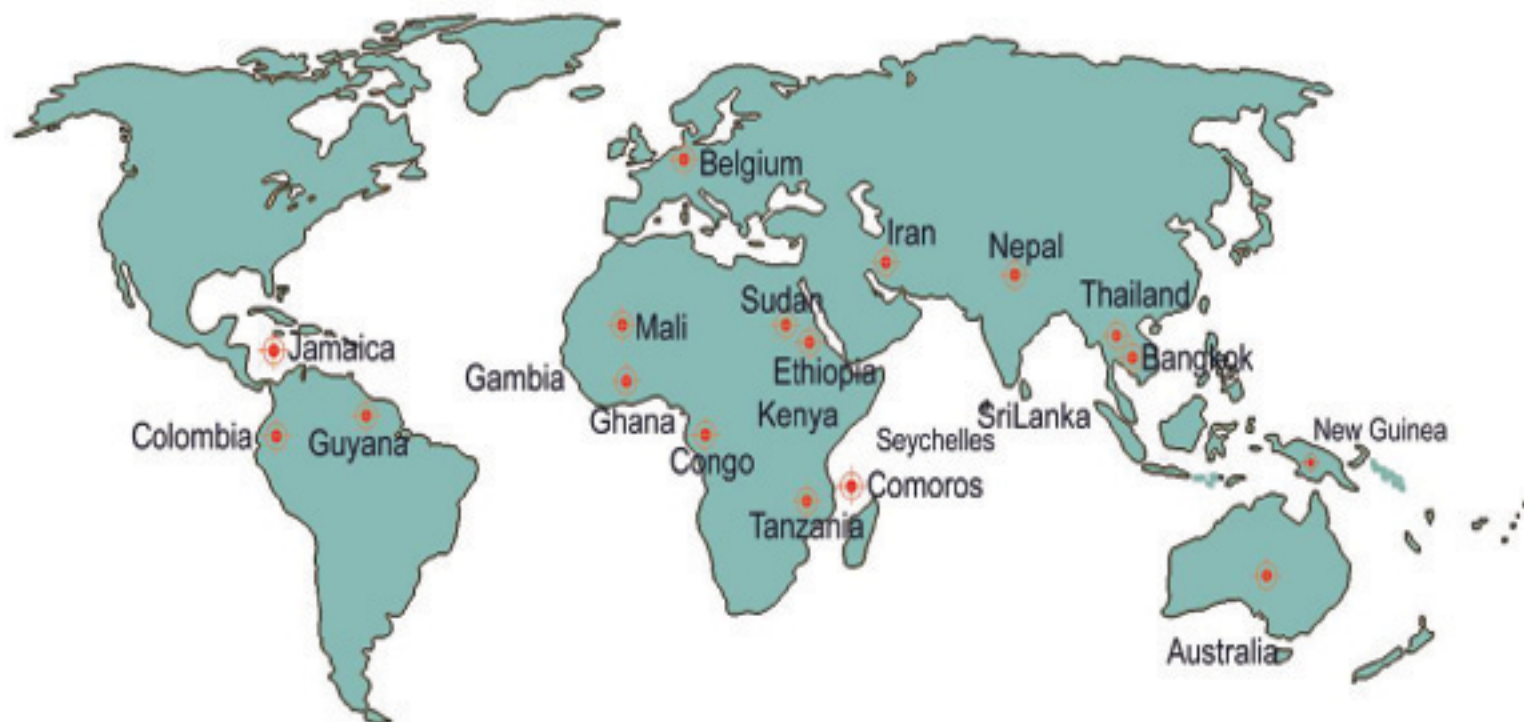 Belgium
Iran
Nepal
Thailand
Sudan
Mali
Jamaica
Bangkok
Ethiopia
Gambia
Ghana
Kenya
SriLanka
Colombia
Guyana
Seychelles
New Guinea
Congo
Comoros
Tanzania
Australia